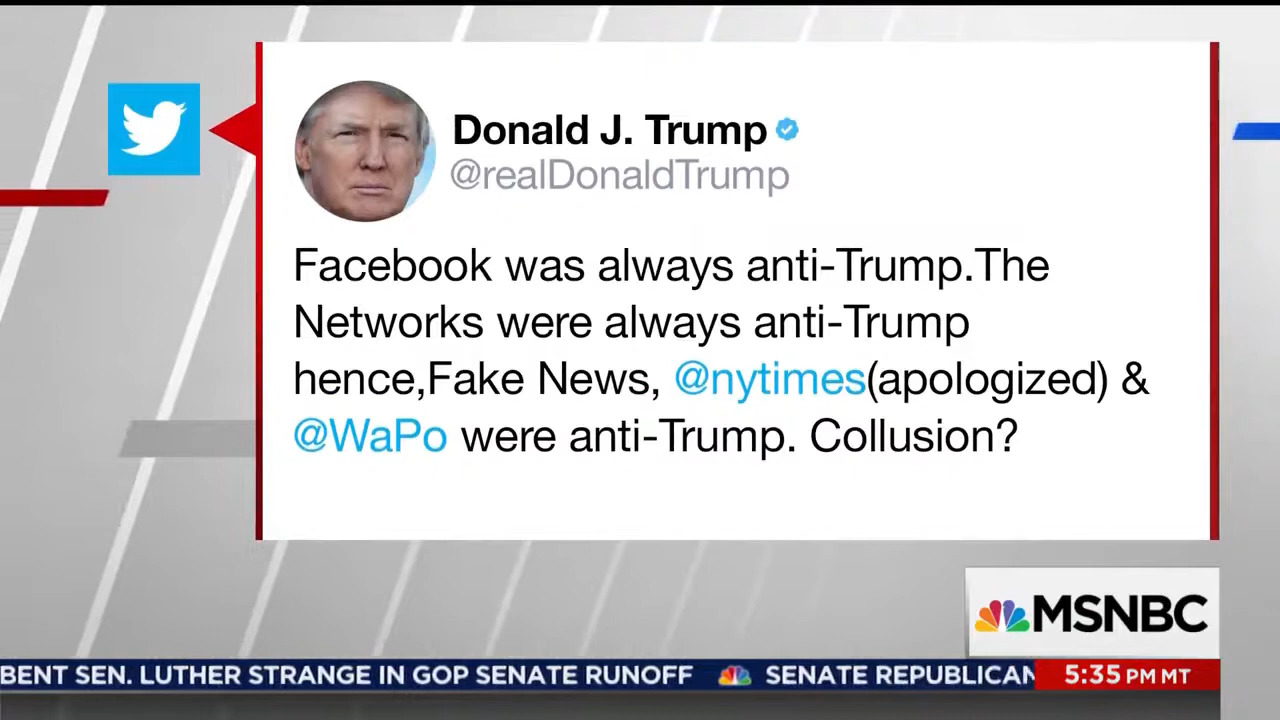 Donald J. Trump
@realDonaldTrump
Facebook was always anti-Trump.The
Networks were always anti-Trump
hence,Fake News, @nytimes(apologized) &
@WaPo were anti-Trump. Collusion?
MSNBC
BENT SEN. LUTHER STRANGE IN GOP SENATE RUNOFF SENATE REPUBLICAN
5:35 PM MT